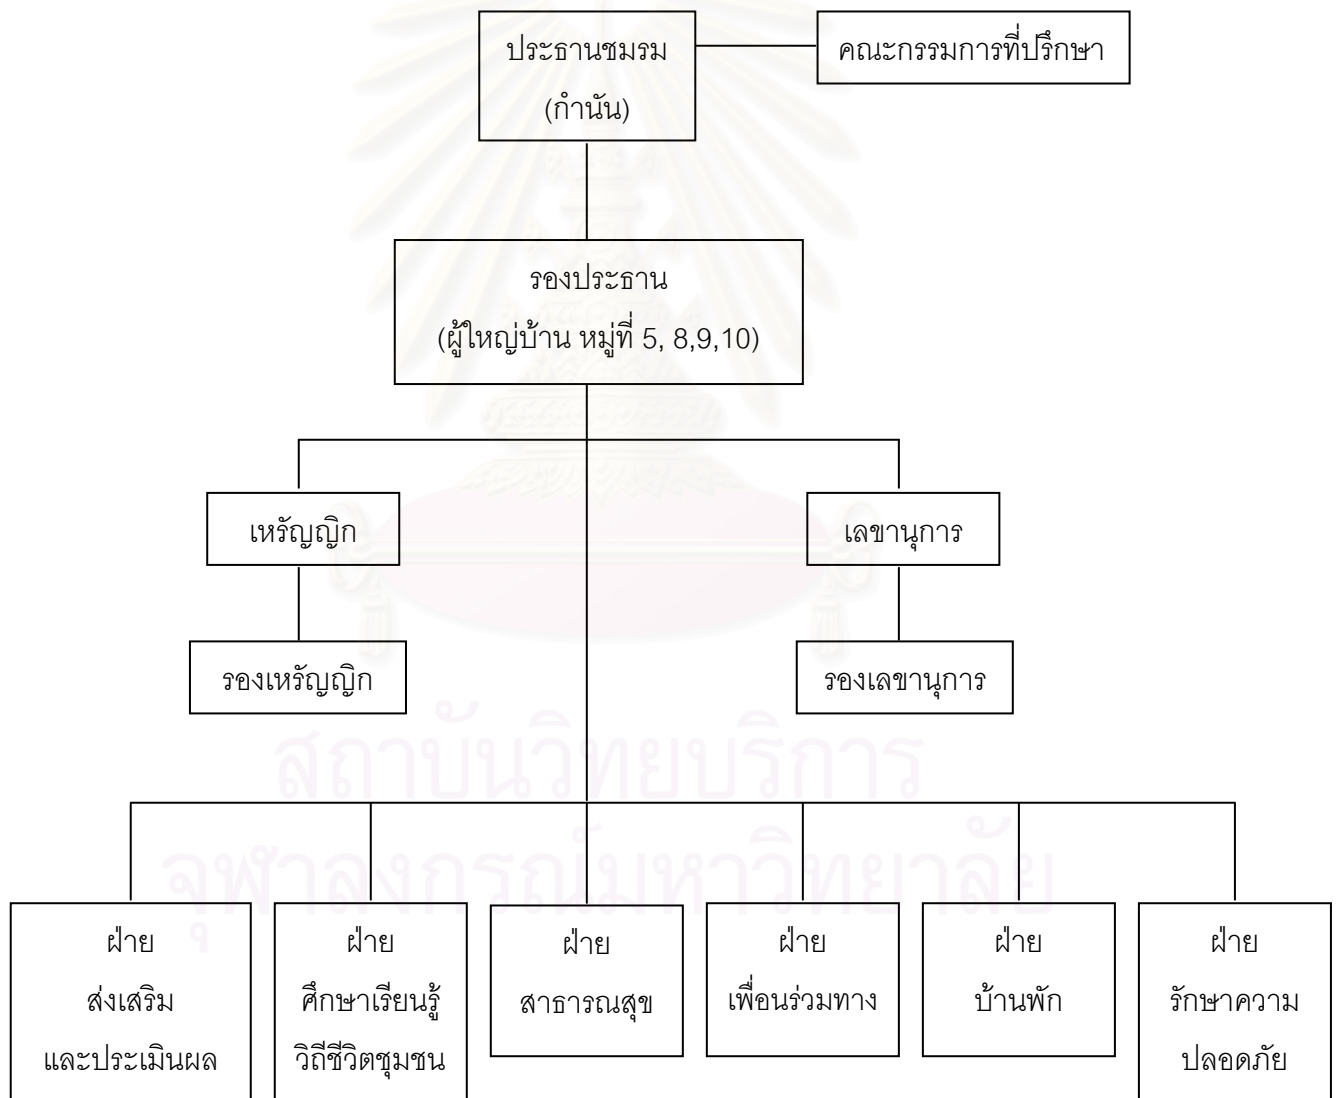 ประธานชมรม
(กำนัน)
คณะกรรมการที่ปรึกษา
รองประธาน
(ผู้ใหญ่บ้าน หมู่ที่ 5, 8,9,10)
เหรัญญิก
เลขานุการ
รองเหรัญญิก
รองเลขานุการ
สถาบันวิทยบริการ
จุฬาลงกรณ์มหาวิทยาลัย
ฝ่าย
ส่งเสริม
และประเมินผล
ฝ่าย
ศึกษาเรียนรู้
วิถีชีวิตชุมชน
ฝ่าย
สาธารณสุข
ฝ่าย
เพื่อนร่วมทาง
ฝ่าย
บ้านพัก
ฝ่าย
รักษาความ
ปลอดภัย